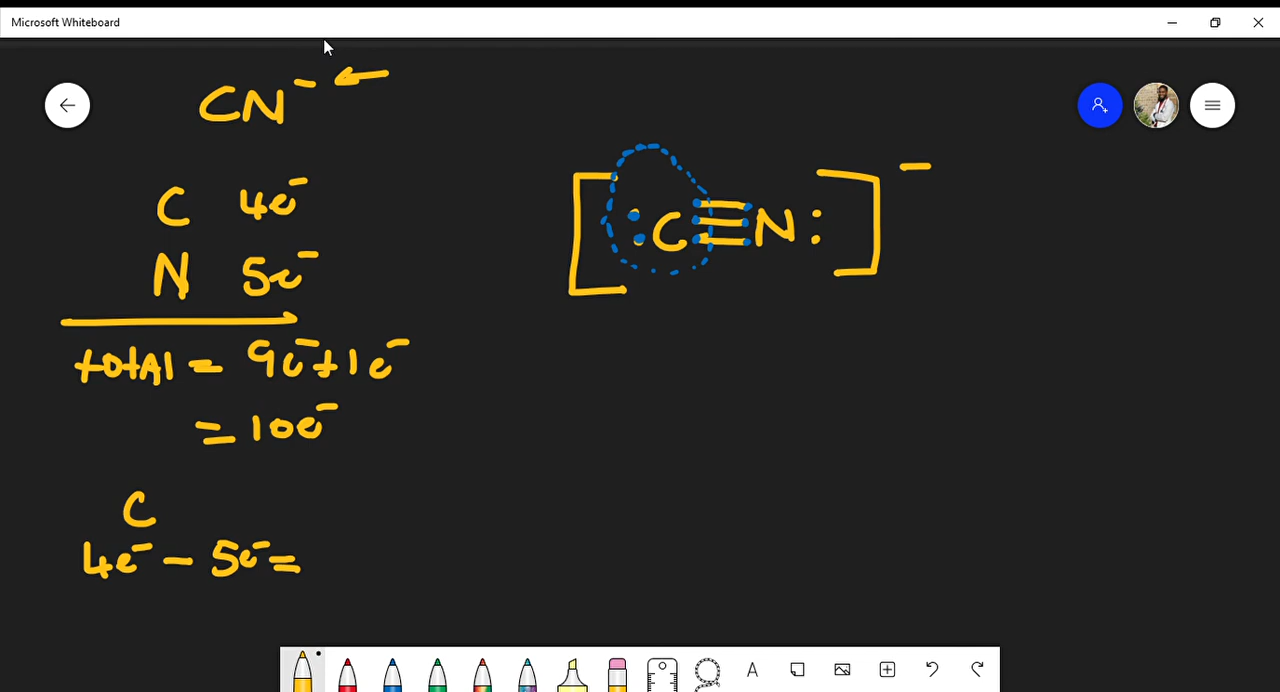 Microsoft Whiteboard
CN⁻ ←
C 4e⁻
N 5e⁻
total = 9e⁻ + 1e⁻
= 10e⁻
C
4e⁻ − 5e⁻ =
[:C≡N:]⁻
A